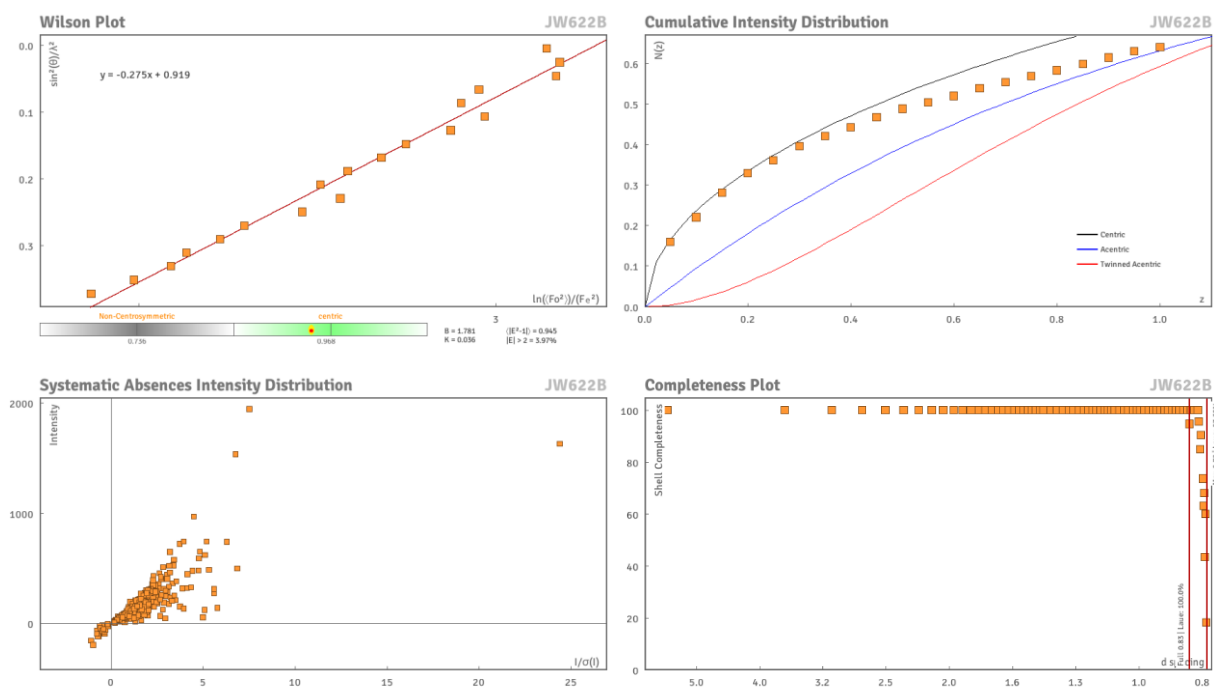 Wilson Plot JW622B
0.0
sin²(θ)/λ²
y = -0.275x + 0.919
0.1
0.2
0.3
ln(⟨Fo²⟩)/(Fe²)
3
Non-Centrosymmetric centric
0.736 0.968
B = 1.781 ⟨|E²-1|⟩ = 0.945
K = 0.036 |E| > 2 = 3.97%
Cumulative Intensity Distribution JW622B
N(z)
0.6
0.5
0.4
0.3
0.2
0.1
0.0
Centric
Acentric
Twinned Acentric
z
0.0 0.2 0.4 0.6 0.8 1.0
Systematic Absences Intensity Distribution JW622B
2000
Intensity
1000
0
I/σ(I)
0 5 10 15 20 25
Completeness Plot JW622B
100
Shell Completeness
80
60
40
20
0
Full 0.83 | Laue: 100.0%
5.0 3.2 2.5 2.2 1.6 1.3 1.0 0.8